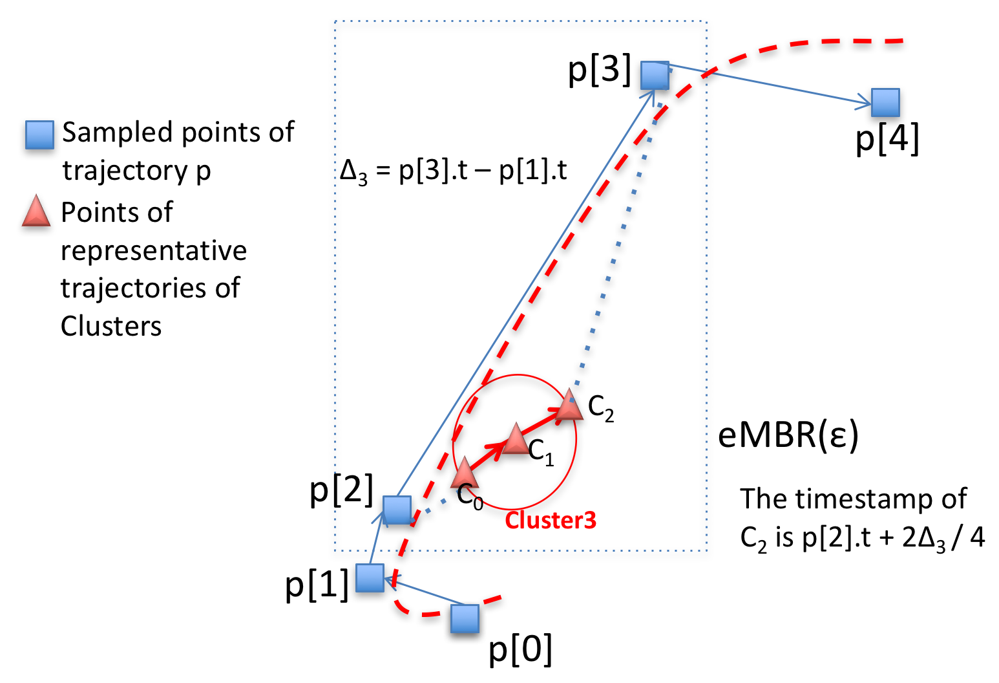 p[3]
Sampled points of
trajectory p
p[4]
Δ₃ = p[3].t – p[1].t
Points of
representative
trajectories of
Clusters
C₂
eMBR(ε)
C₁
p[2]
C₀
The timestamp of
Cluster3
C₂ is p[2].t + 2Δ₃ / 4
p[1]
p[0]